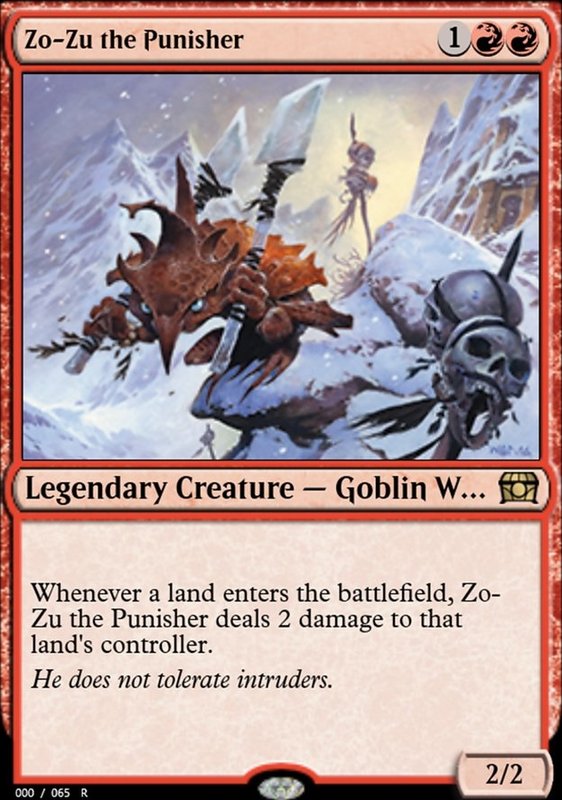 Zo-Zu the Punisher 1
Legendary Creature — Goblin W...
Whenever a land enters the battlefield, Zo-
Zu the Punisher deals 2 damage to that
land's controller.
He does not tolerate intruders.
2/2
000 / 065 R